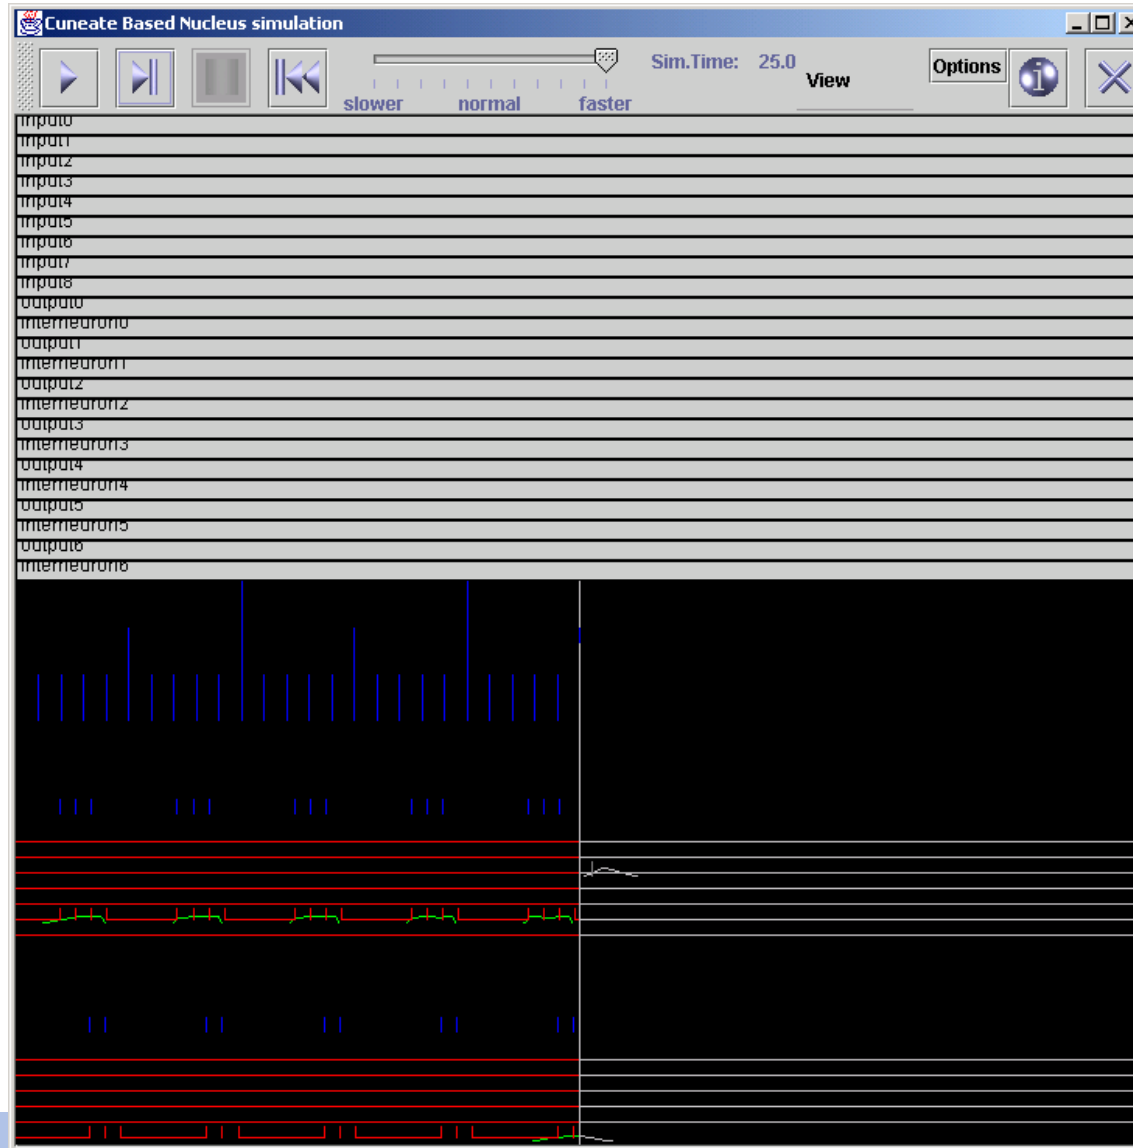 Cuneate Based Nucleus simulation
slower normal faster
Sim.Time: 25.0
View
Options
input0
input1
input2
input3
input4
input5
input6
input7
input8
output0
interneuron0
output1
interneuron1
output2
interneuron2
output3
interneuron3
output4
interneuron4
output5
interneuron5
output6
interneuron6